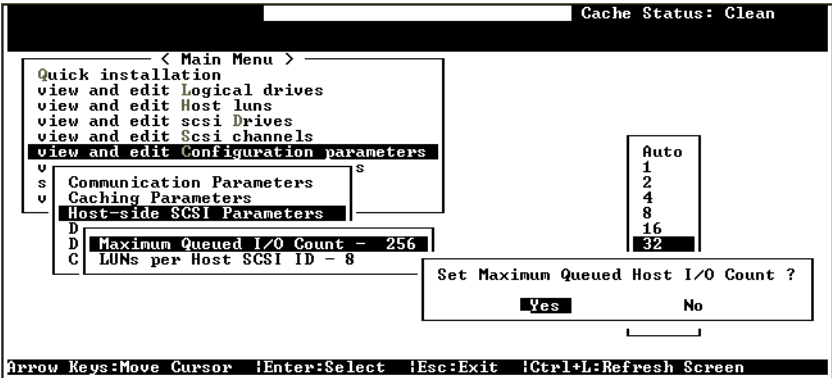 Cache Status: Clean
< Main Menu >
Quick installation
view and edit Logical drives
view and edit Host luns
view and edit scsi Drives
view and edit Scsi channels
view and edit Configuration parameters
v s
s Communication Parameters
v Caching Parameters
Host-side SCSI Parameters
D
D Maximum Queued I/O Count - 256
C LUNs per Host SCSI ID - 8
Auto
1
2
4
8
16
32
Set Maximum Queued Host I/O Count ?
Yes No
Arrow Keys:Move Cursor |Enter:Select |Esc:Exit |Ctrl+L:Refresh Screen